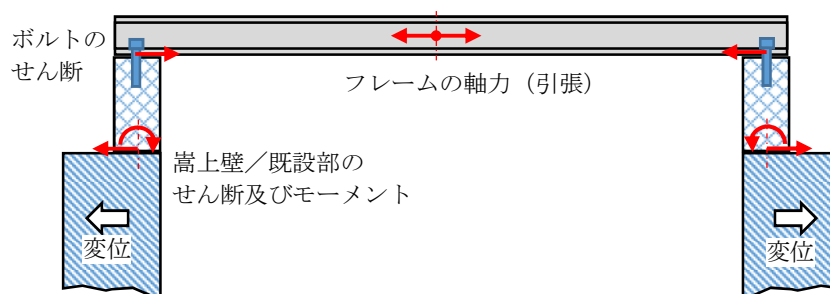 ボルトの
せん断
フレームの軸力（引張）
嵩上壁／既設部の
せん断及びモーメント
変位
変位